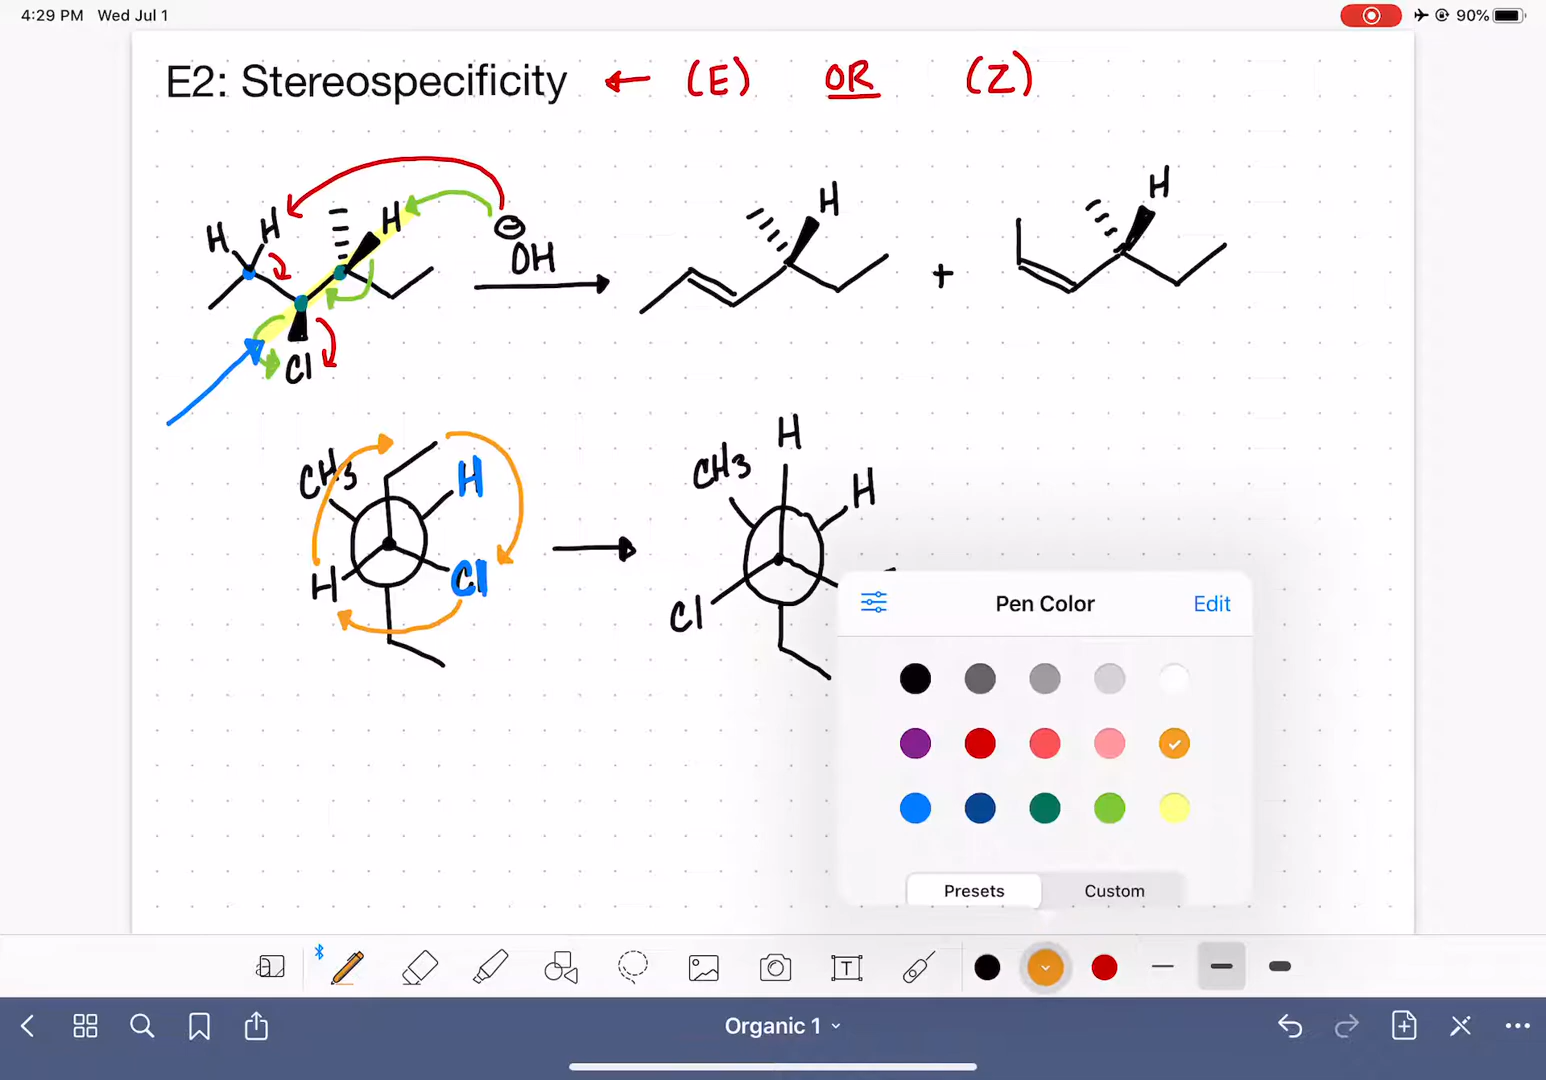 4:29 PM Wed Jul 1
90%
E2: Stereospecificity ← (E) OR (Z)
H H H
⊖
OH
Cl
H
+
H
CH3 H
H Cl
H
CH3 H
Cl
Pen Color
Edit
Presets
Custom
T
Organic 1